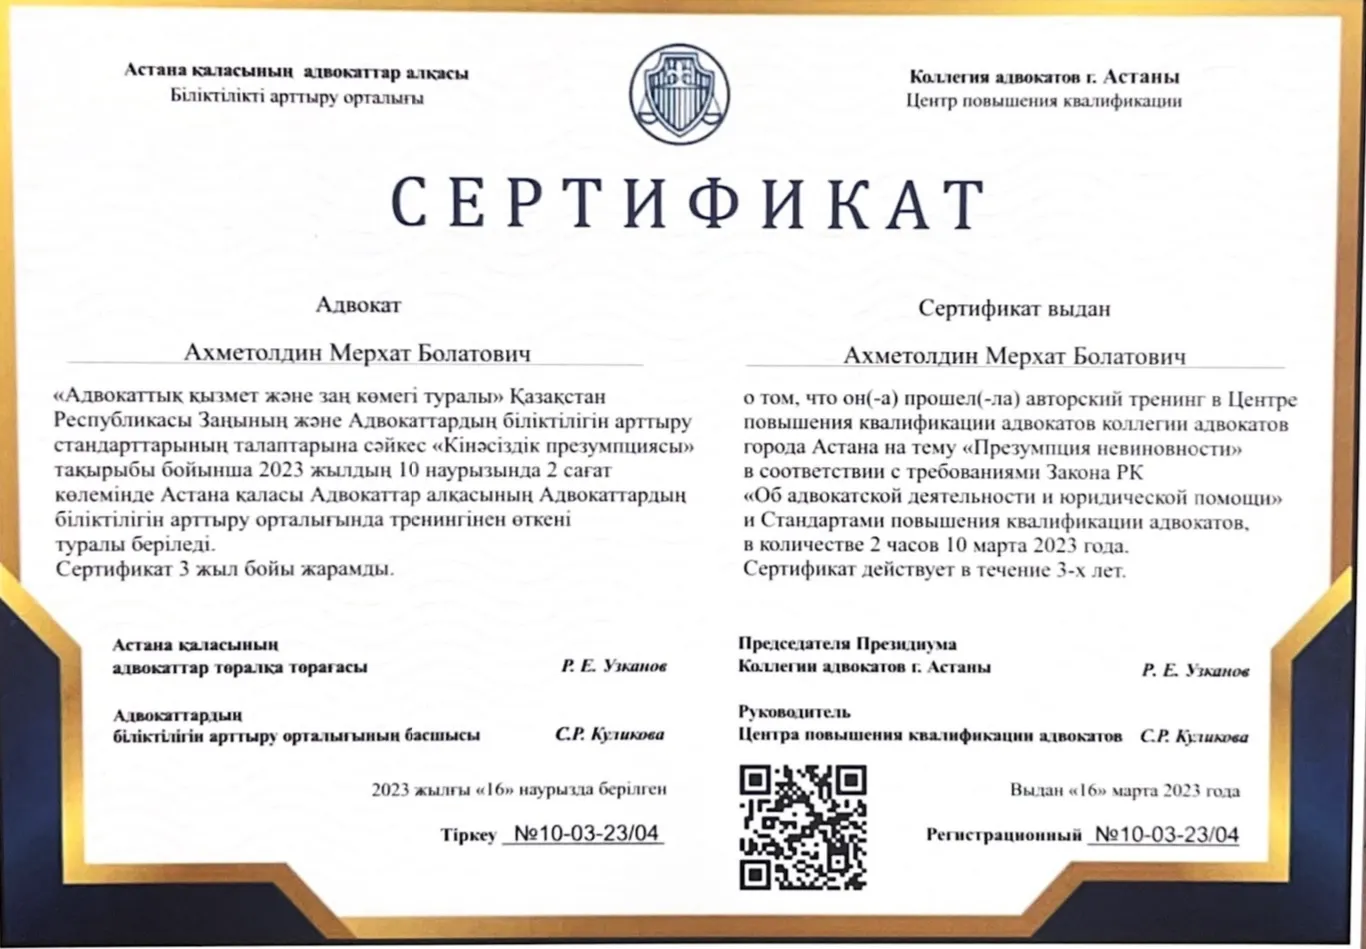 Астана қаласының адвокаттар алқасы
Біліктілікті арттыру орталығы
Коллегия адвокатов г. Астаны
Центр повышения квалификации
СЕРТИФИКАТ
Адвокат
Ахметолдин Мерхат Болатович
«Адвокаттық қызмет және заң көмегі туралы» Қазақстан
Республикасы Заңының және Адвокаттардың біліктілігін арттыру
стандарттарының талаптарына сәйкес «Кінәсіздік презумпциясы»
тақырыбы бойынша 2023 жылдың 10 наурызында 2 сағат
көлемінде Астана қаласы Адвокаттар алқасының Адвокаттардың
біліктілігін арттыру орталығында тренингінен өткені
туралы беріледі.
Сертификат 3 жыл бойы жарамды.
Сертификат выдан
Ахметолдин Мерхат Болатович
о том, что он(-а) прошел(-ла) авторский тренинг в Центре
повышения квалификации адвокатов коллегии адвокатов
города Астана на тему «Презумпция невиновности»
в соответствии с требованиями Закона РК
«Об адвокатской деятельности и юридической помощи»
и Стандартами повышения квалификации адвокатов,
в количестве 2 часов 10 марта 2023 года.
Сертификат действует в течение 3-х лет.
Астана қаласының
адвокаттар төралқа төрағасы Р. Е. Узканов
Адвокаттардың
біліктілігін арттыру орталығының басшысы С.Р. Куликова
2023 жылғы «16» наурызда берілген
Тіркеу №10-03-23/04
Председателя Президиума
Коллегии адвокатов г. Астаны Р. Е. Узканов
Руководитель
Центра повышения квалификации адвокатов С.Р. Куликова
Выдан «16» марта 2023 года
Регистрационный №10-03-23/04